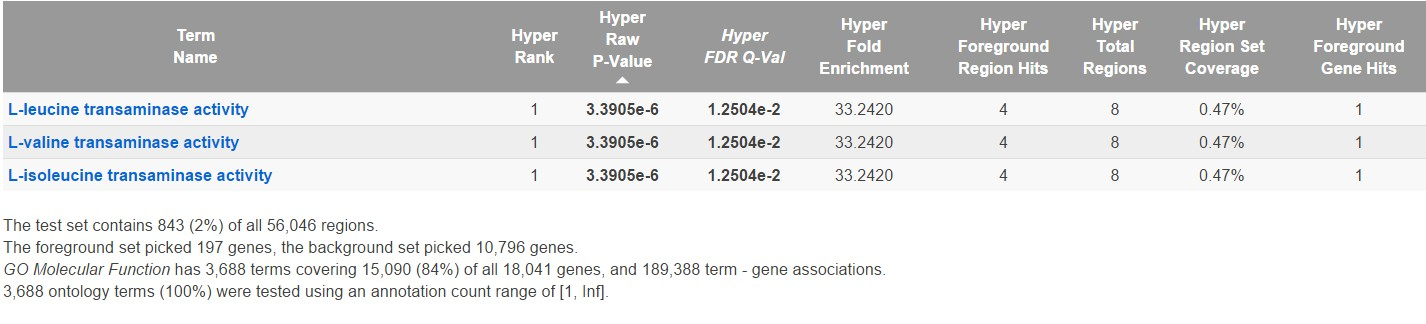 Term Name Hyper Rank Hyper Raw P-Value Hyper FDR Q-Val Hyper Fold Enrichment Hyper Foreground Region Hits Hyper Total Regions Hyper Region Set Coverage Hyper Foreground Gene Hits
L-leucine transaminase activity 1 3.3905e-6 1.2504e-2 33.2420 4 8 0.47% 1
L-valine transaminase activity 1 3.3905e-6 1.2504e-2 33.2420 4 8 0.47% 1
L-isoleucine transaminase activity 1 3.3905e-6 1.2504e-2 33.2420 4 8 0.47% 1
The test set contains 843 (2%) of all 56,046 regions.
The foreground set picked 197 genes, the background set picked 10,796 genes.
GO Molecular Function has 3,688 terms covering 15,090 (84%) of all 18,041 genes, and 189,388 term - gene associations.
3,688 ontology terms (100%) were tested using an annotation count range of [1, Inf].